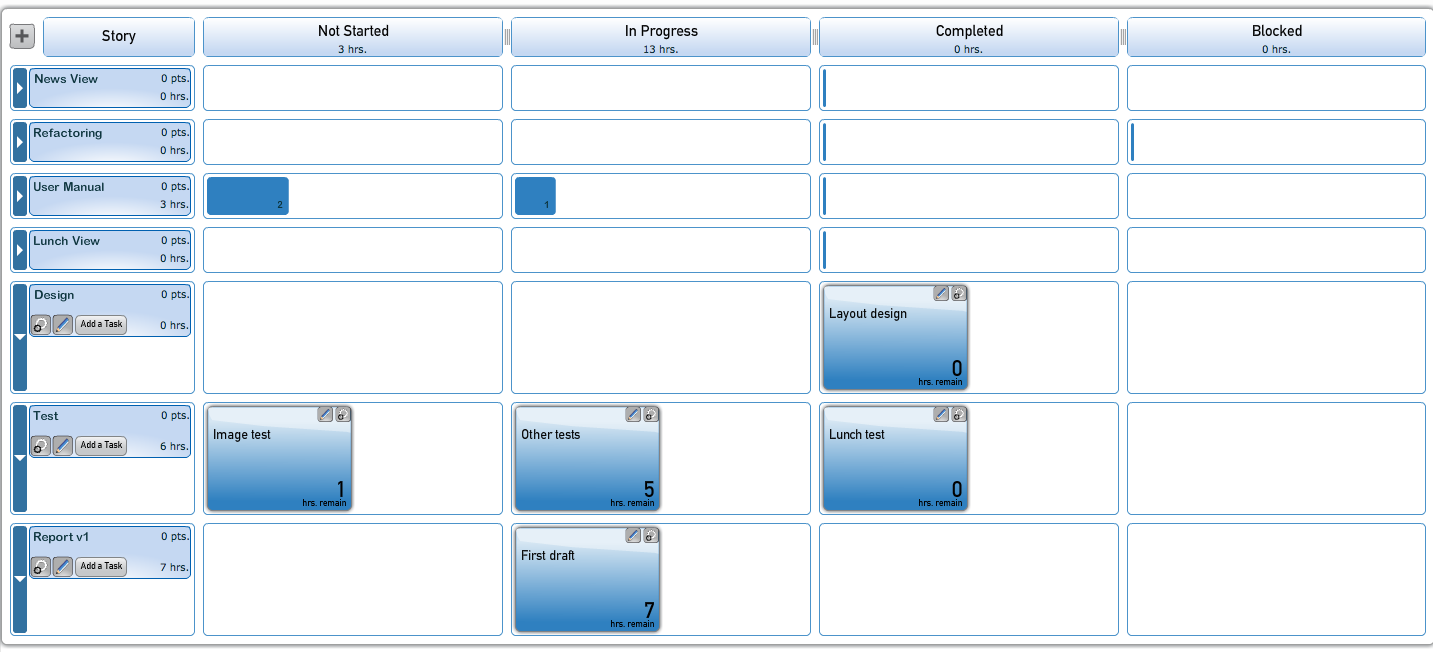 Story
Not Started
3 hrs.
In Progress
13 hrs.
Completed
0 hrs.
Blocked
0 hrs.
News View 0 pts.
0 hrs.
Refactoring 0 pts.
0 hrs.
User Manual 0 pts.
3 hrs.
2
1
Lunch View 0 pts.
0 hrs.
Design 0 pts.
Add a Task 0 hrs.
Layout design
0
hrs. remain
Test 0 pts.
Add a Task 6 hrs.
Image test
1
hrs. remain
Other tests
5
hrs. remain
Lunch test
0
hrs. remain
Report v1 0 pts.
Add a Task 7 hrs.
First draft
7
hrs. remain